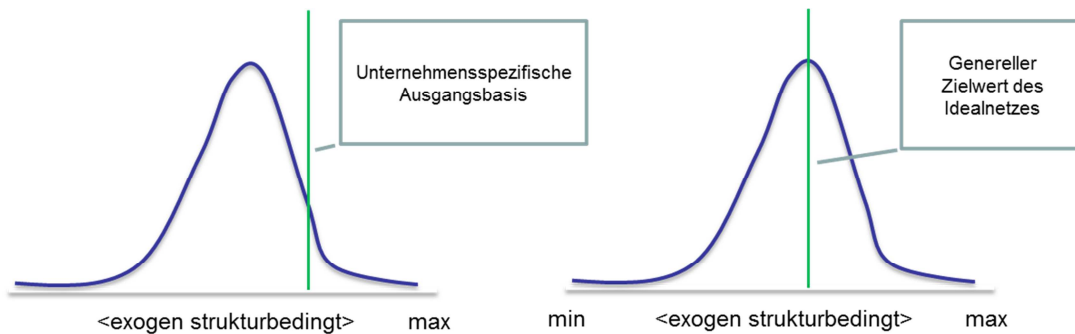 Unternehmensspezifische
Ausgangsbasis
Genereller
Zielwert des
Idealnetzes
<exogen strukturbedingt> max
min <exogen strukturbedingt> max